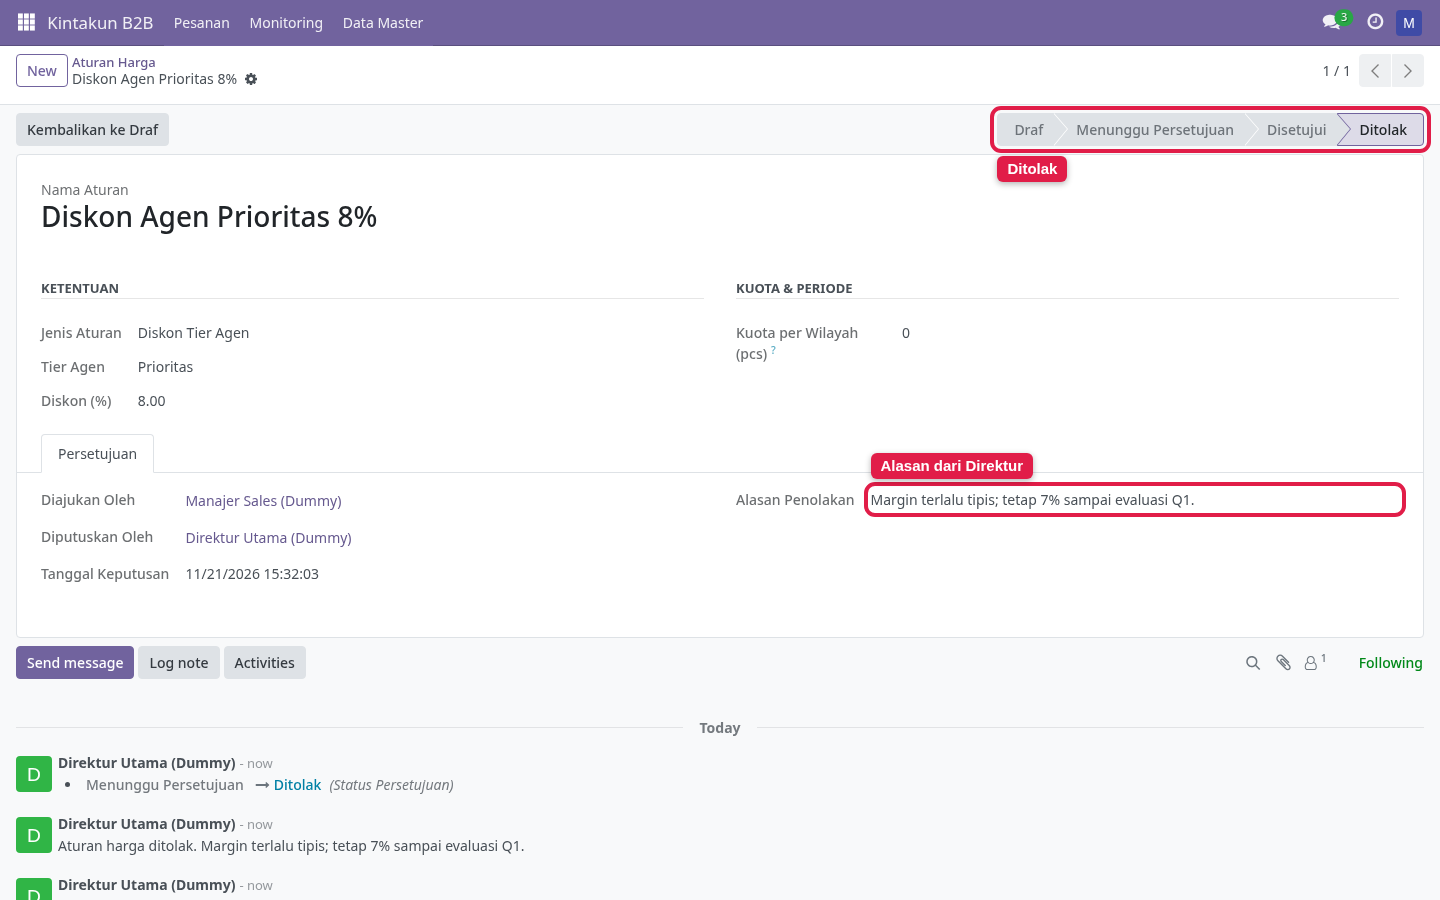 Kintakun B2B Pesanan Monitoring Data Master 3 M
New Aturan Harga
Diskon Agen Prioritas 8% 1 / 1
Kembalikan ke Draf Draf Menunggu Persetujuan Disetujui Ditolak
Ditolak
Nama Aturan
Diskon Agen Prioritas 8%
KETENTUAN
Jenis Aturan Diskon Tier Agen
Tier Agen Prioritas
Diskon (%) 8.00
KUOTA & PERIODE
Kuota per Wilayah 0
(pcs) ?
Persetujuan
Alasan dari Direktur
Diajukan Oleh Manajer Sales (Dummy)
Diputuskan Oleh Direktur Utama (Dummy)
Tanggal Keputusan 11/21/2026 15:32:03
Alasan Penolakan Margin terlalu tipis; tetap 7% sampai evaluasi Q1.
Send message Log note Activities 1 Following
Today
D Direktur Utama (Dummy) - now
• Menunggu Persetujuan → Ditolak (Status Persetujuan)
D Direktur Utama (Dummy) - now
Aturan harga ditolak. Margin terlalu tipis; tetap 7% sampai evaluasi Q1.
D Direktur Utama (Dummy) - now